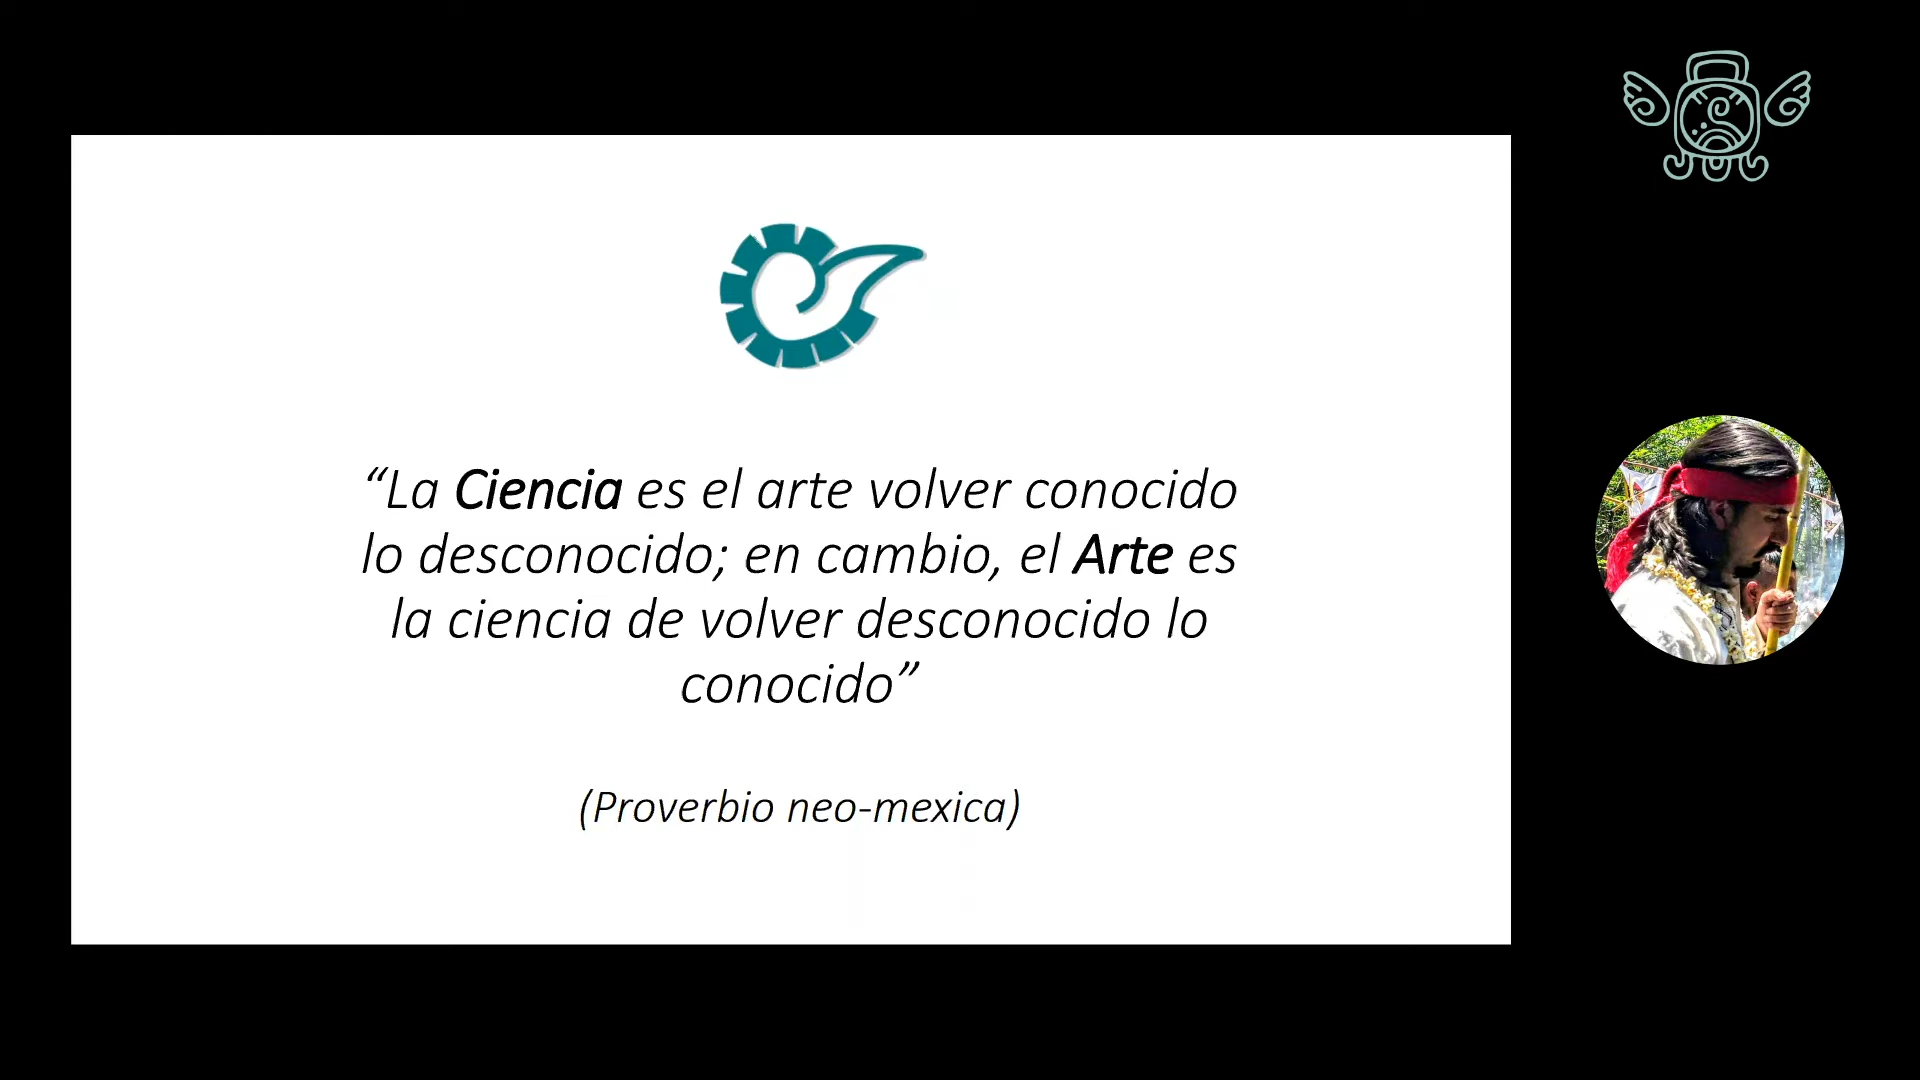 “La Ciencia es el arte volver conocido
lo desconocido; en cambio, el Arte es
la ciencia de volver desconocido lo
conocido”
(Proverbio neo-mexica)